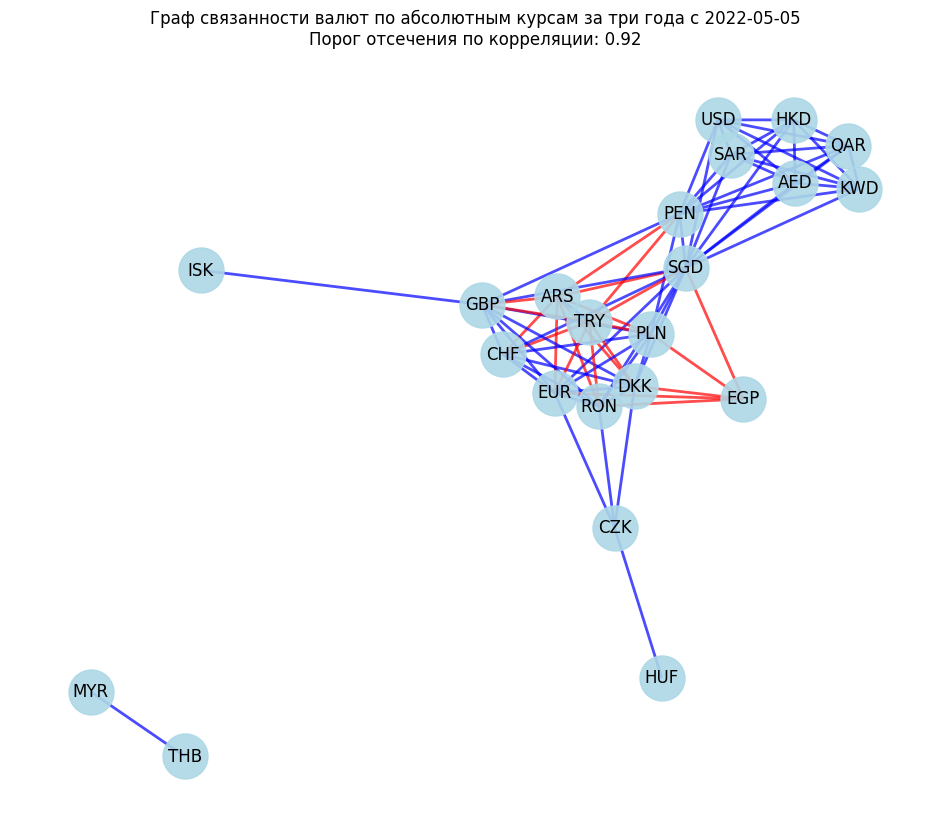 Граф связанности валют по абсолютным курсам за три года с 2022-05-05
Порог отсечения по корреляции: 0.92
USD
HKD
QAR
SAR
AED
KWD
PEN
SGD
ISK
ARS
GBP
TRY
PLN
CHF
DKK
EUR
RON
EGP
CZK
HUF
MYR
THB